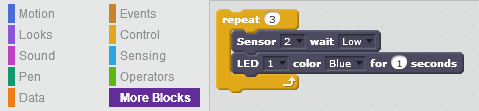 Motion
Looks
Sound
Pen
Data
Events
Control
Sensing
Operators
More Blocks
repeat 3
Sensor 2 wait Low
LED 1 color Blue for 1 seconds